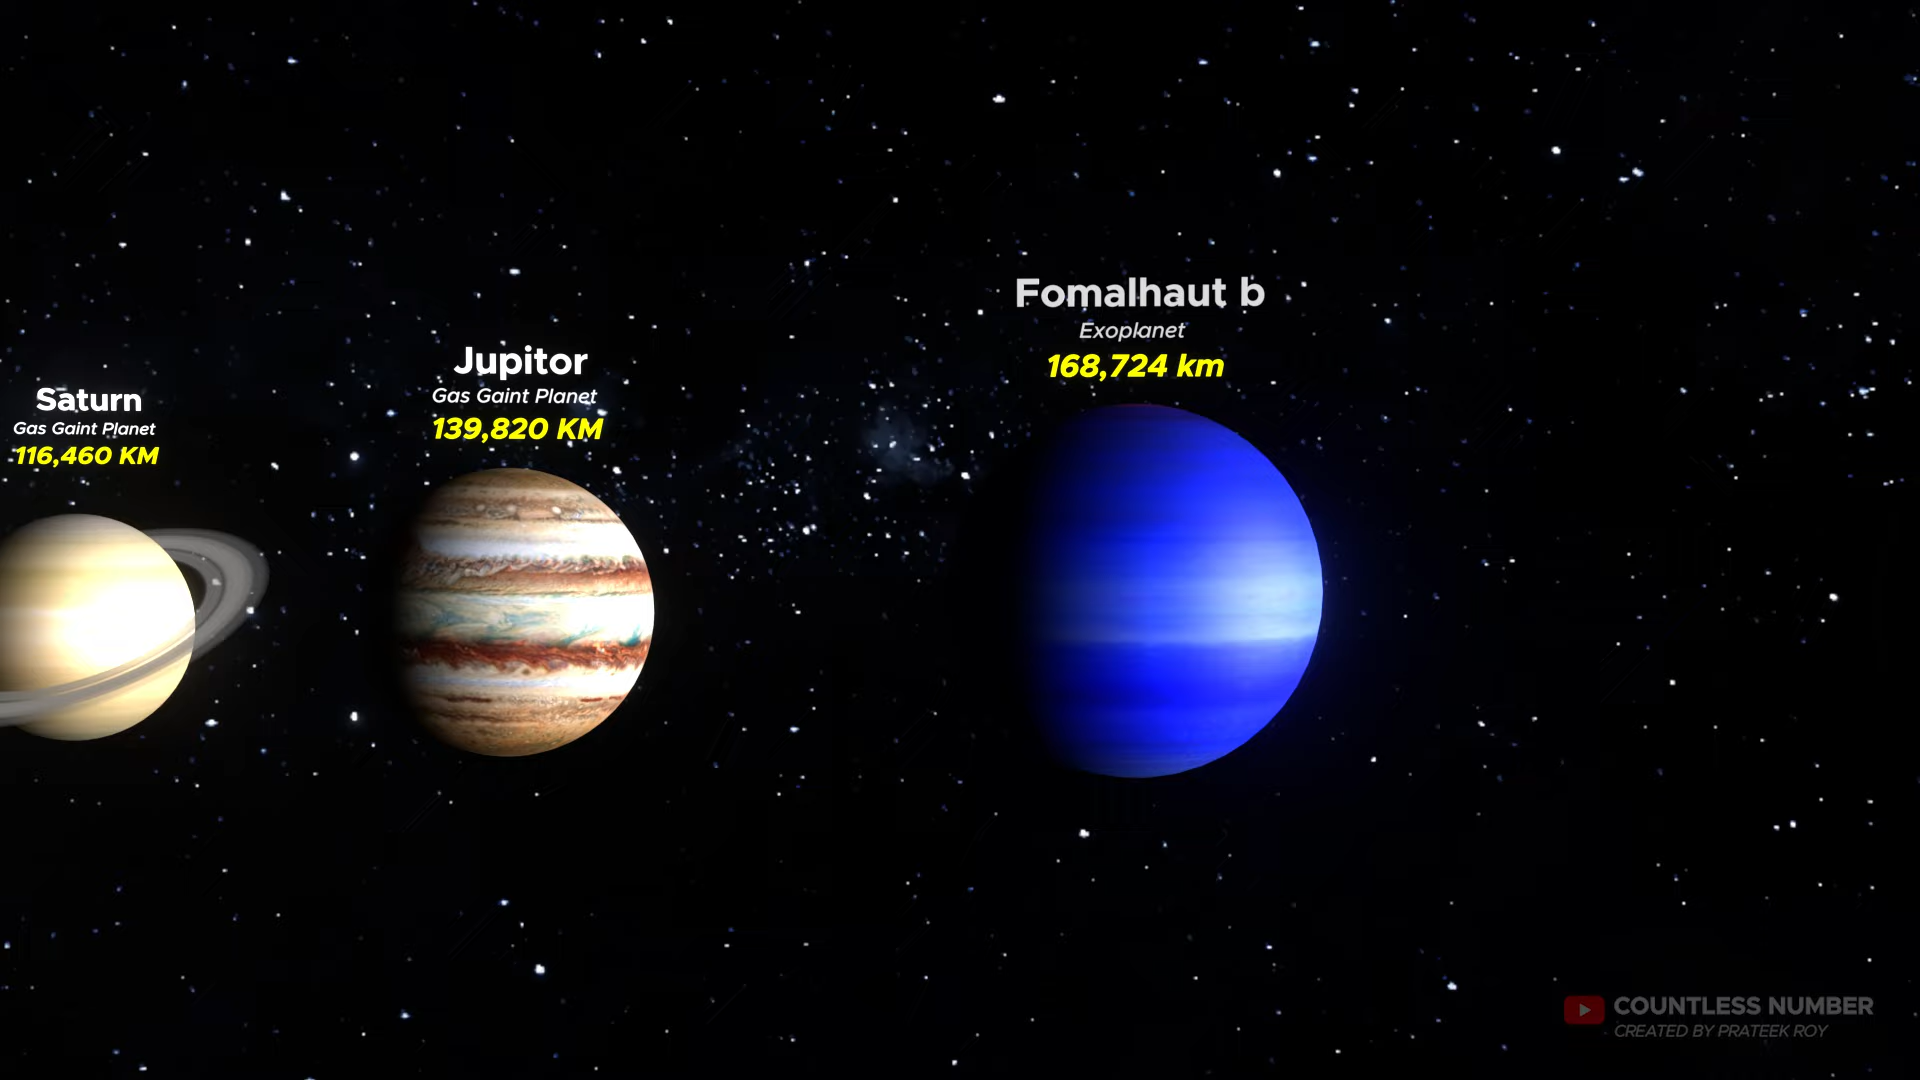 Saturn
Gas Gaint Planet
116,460 KM
Jupitor
Gas Gaint Planet
139,820 KM
Fomalhaut b
Exoplanet
168,724 km
COUNTLESS NUMBER
CREATED BY PRATEEK ROY